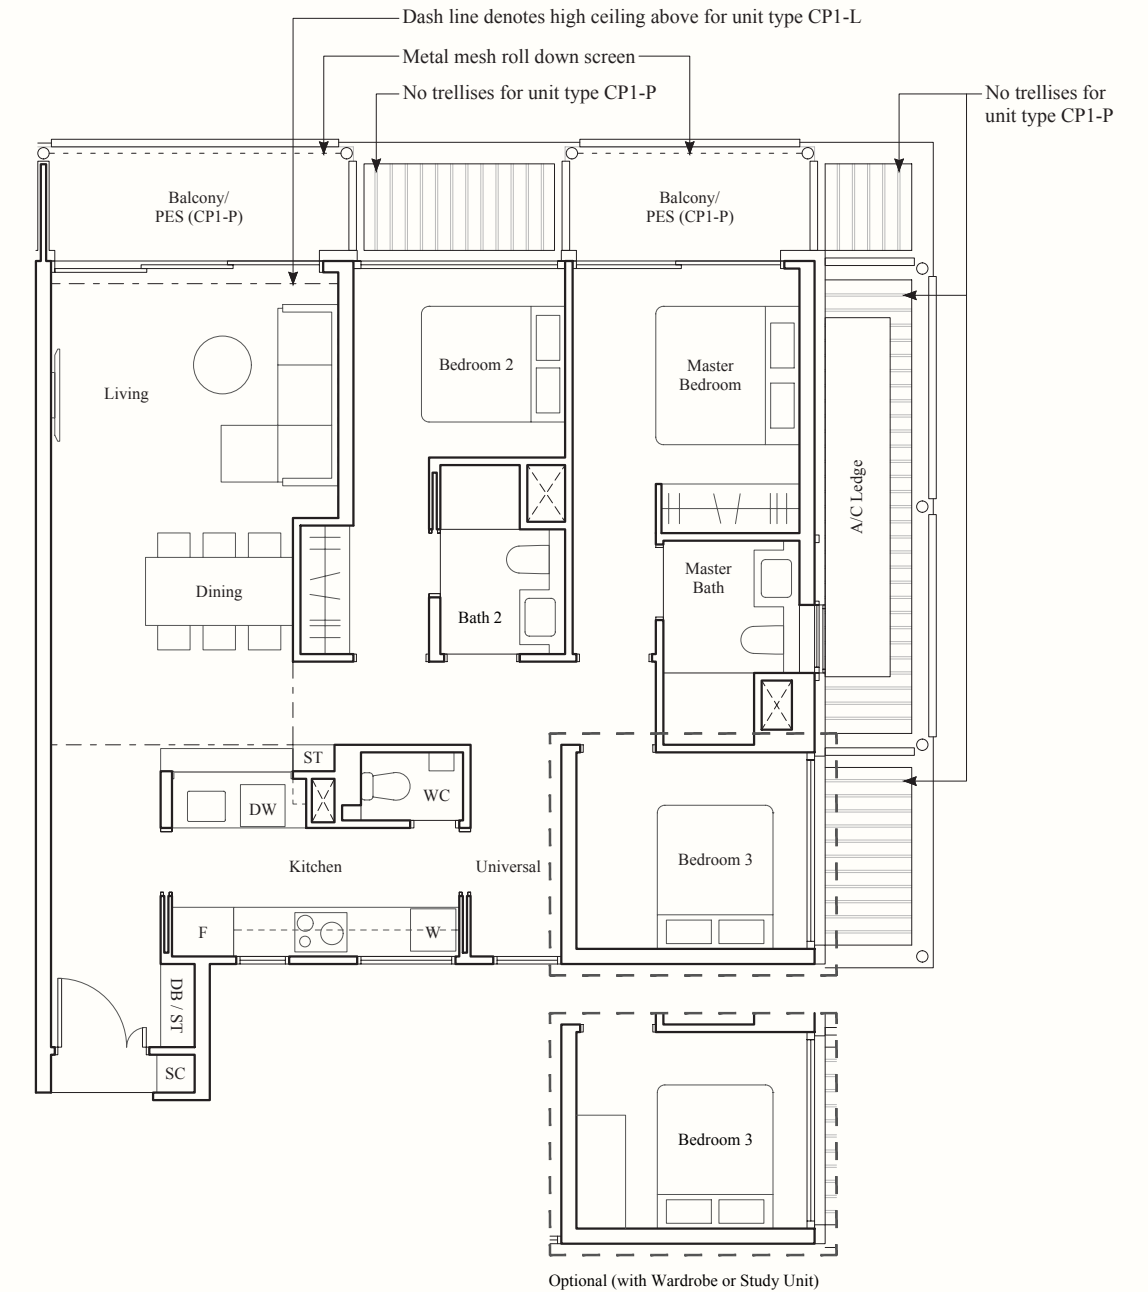 Dash line denotes high ceiling above for unit type CP1-L
Metal mesh roll down screen
No trellises for unit type CP1-P
No trellises for
unit type CP1-P
Balcony/
PES (CP1-P)
Balcony/
PES (CP1-P)
Bedroom 2
Master
Bedroom
Living
A/C Ledge
Dining
Bath 2
Master
Bath
ST
DW
WC
Kitchen
Universal
Bedroom 3
F
W
DB / ST
SC
Bedroom 3
Optional (with Wardrobe or Study Unit)